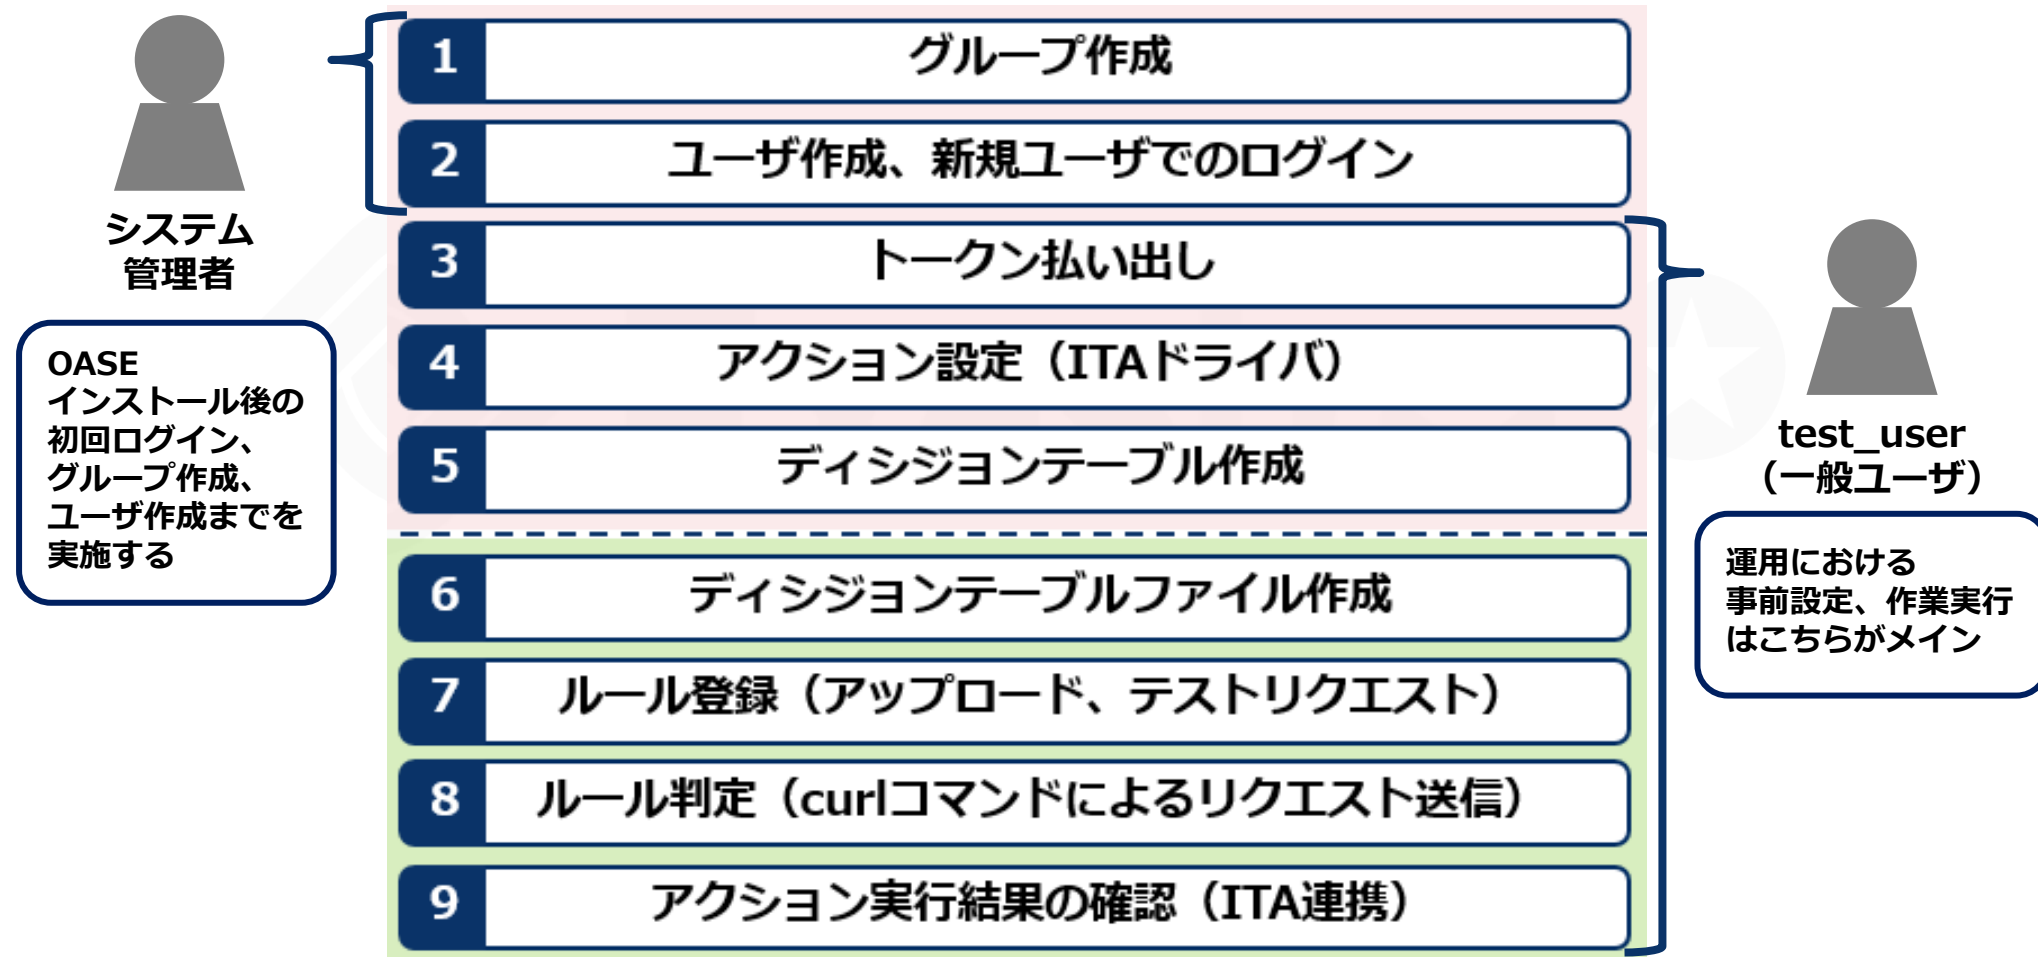 システム
管理者
OASE
インストール後の
初回ログイン、
グループ作成、
ユーザ作成までを
実施する
1 グループ作成
2 ユーザ作成、新規ユーザでのログイン
3 トークン払い出し
4 アクション設定（ITAドライバ）
5 ディシジョンテーブル作成
6 ディシジョンテーブルファイル作成
7 ルール登録（アップロード、テストリクエスト）
8 ルール判定（curlコマンドによるリクエスト送信）
9 アクション実行結果の確認（ITA連携）
test_user
（一般ユーザ）
運用における
事前設定、作業実行
はこちらがメイン